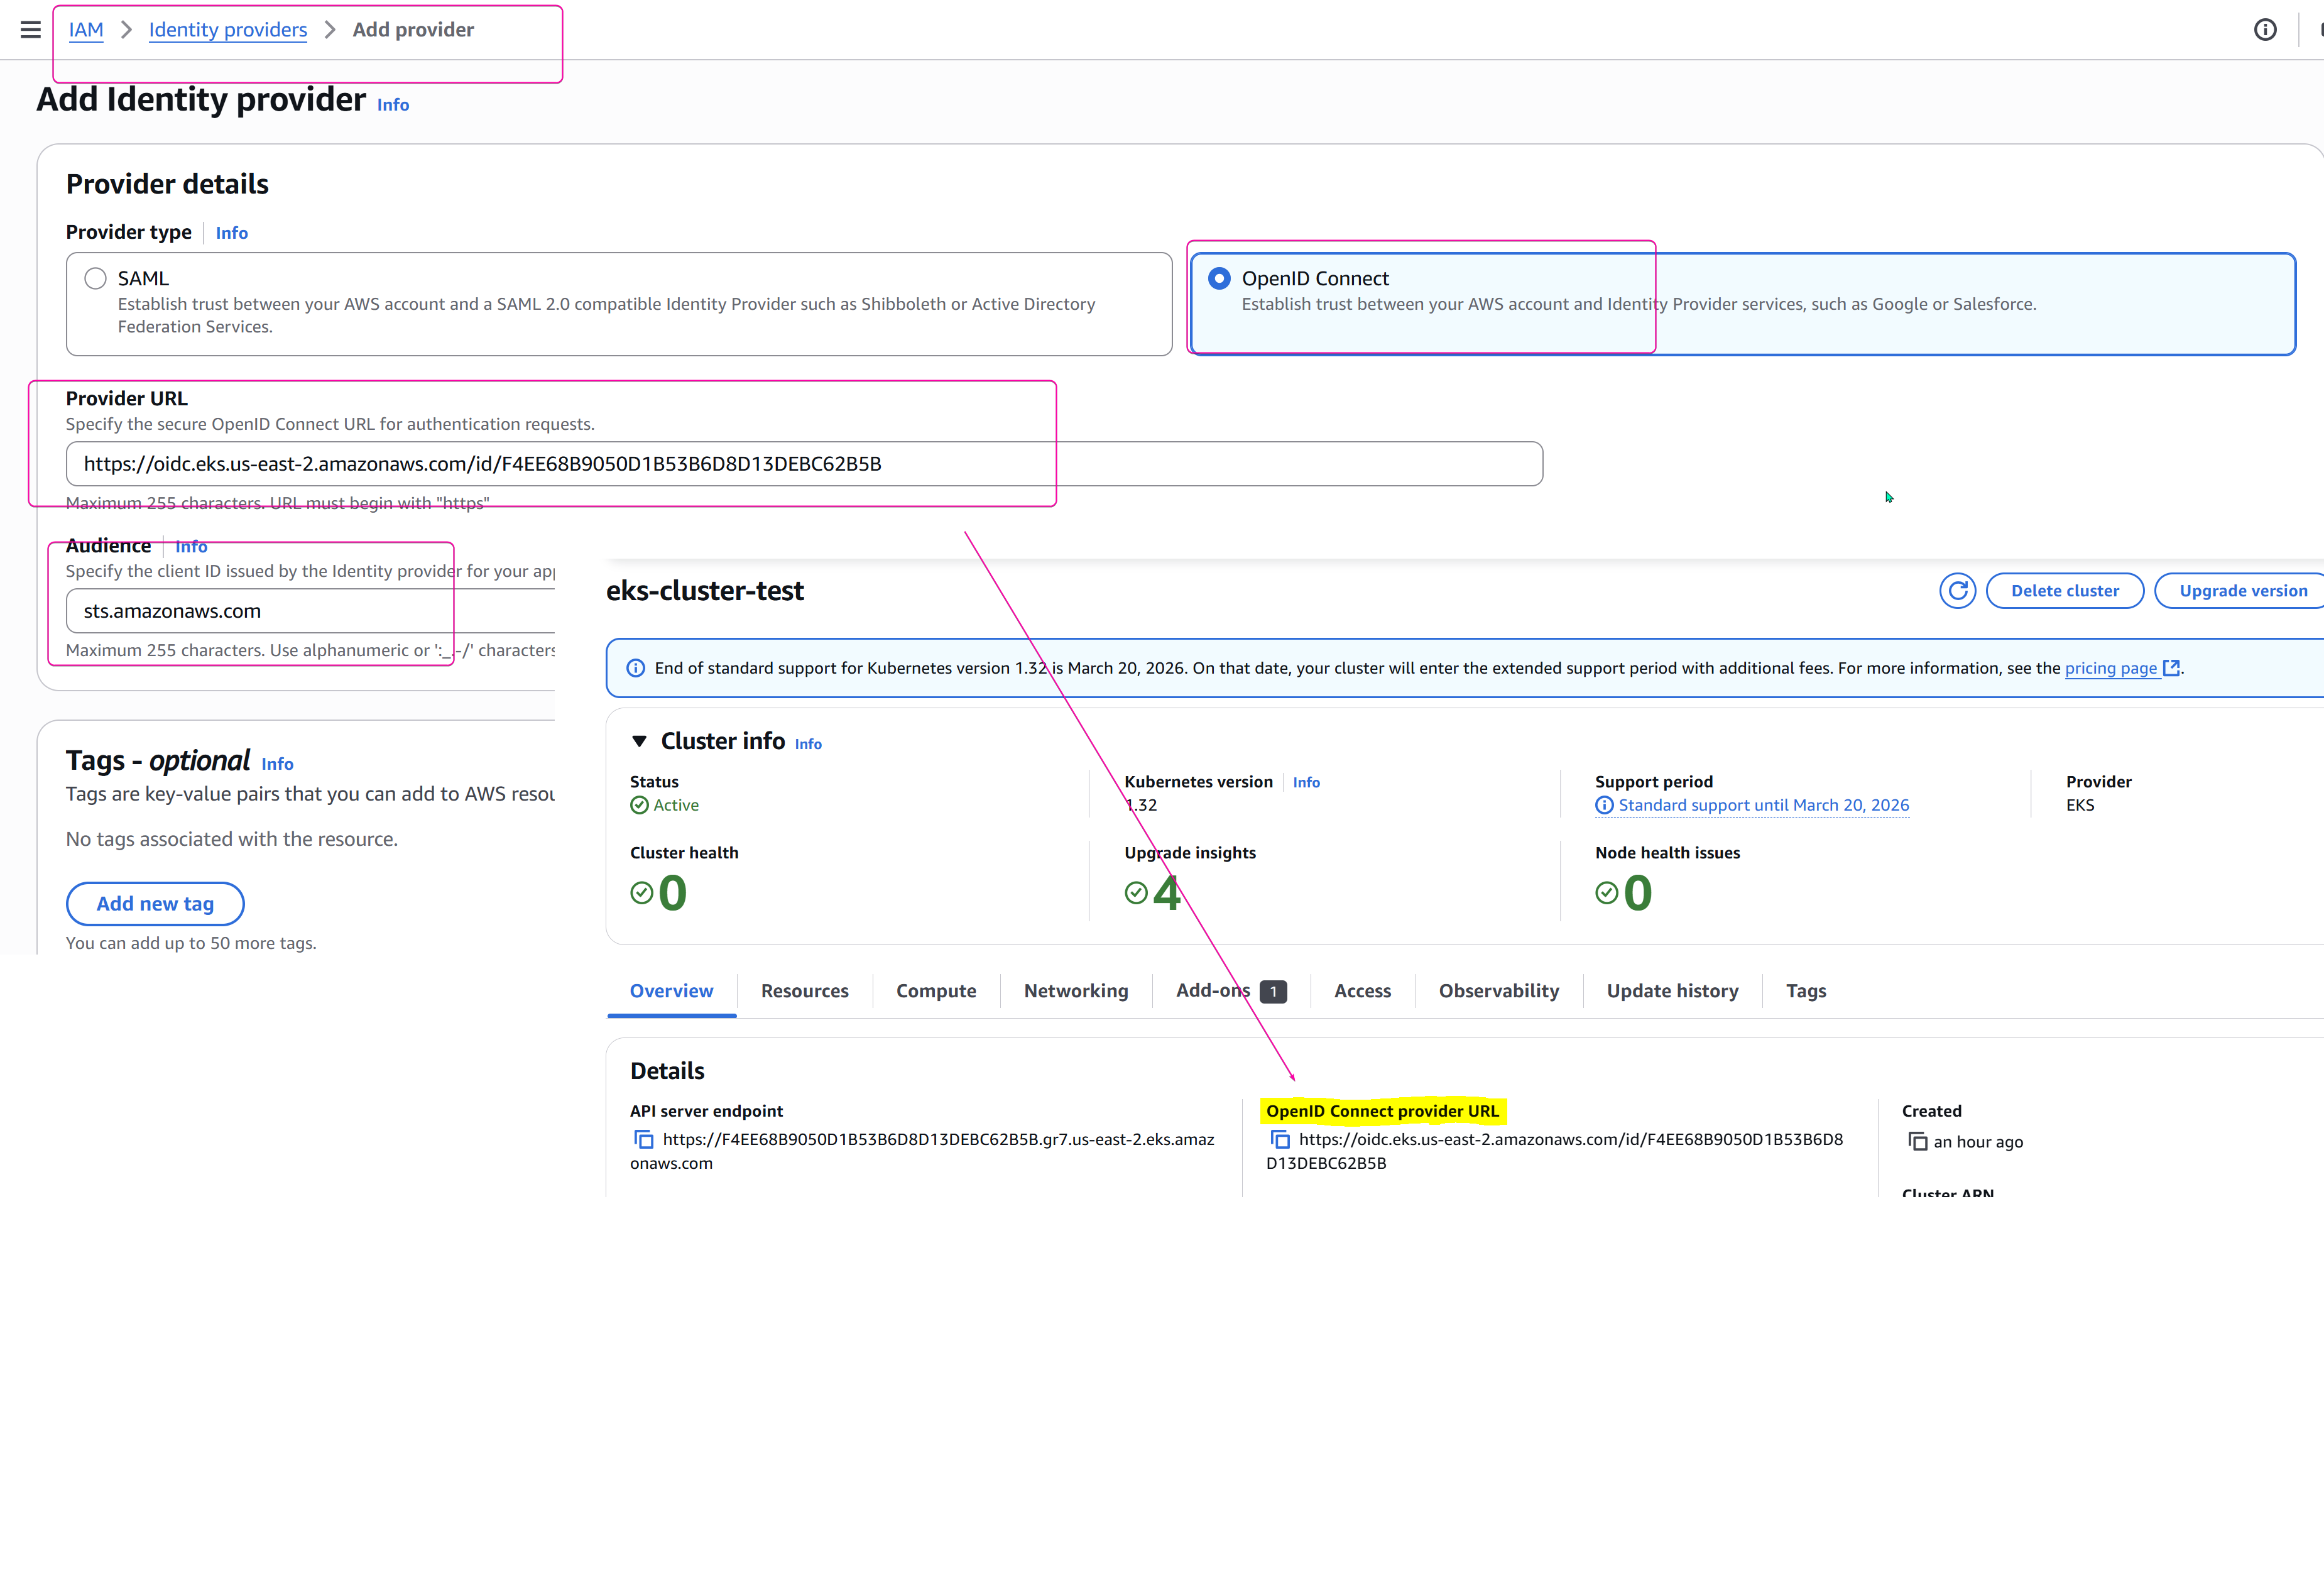 IAM > Identity providers > Add provider
Add Identity provider Info
Provider details
Provider type Info
SAML
Establish trust between your AWS account and a SAML 2.0 compatible Identity Provider such as Shibboleth or Active Directory
Federation Services.
OpenID Connect
Establish trust between your AWS account and Identity Provider services, such as Google or Salesforce.
Provider URL
Specify the secure OpenID Connect URL for authentication requests.
https://oidc.eks.us-east-2.amazonaws.com/id/F4EE68B9050D1B53B6D8D13DEBC62B5B
Maximum 255 characters. URL must begin with "https"
Audience Info
Specify the client ID issued by the Identity provider for your app
sts.amazonaws.com
Maximum 255 characters. Use alphanumeric or ':_.-/' characters
Tags - optional Info
Tags are key-value pairs that you can add to AWS resou
No tags associated with the resource.
Add new tag
You can add up to 50 more tags.
eks-cluster-test
Delete cluster
Upgrade version
End of standard support for Kubernetes version 1.32 is March 20, 2026. On that date, your cluster will enter the extended support period with additional fees. For more information, see the pricing page.
Cluster info Info
Status
Active
Kubernetes version Info
1.32
Support period
Standard support until March 20, 2026
Provider
EKS
Cluster health
0
Upgrade insights
4
Node health issues
0
Overview
Resources
Compute
Networking
Add-ons 1
Access
Observability
Update history
Tags
Details
API server endpoint
https://F4EE68B9050D1B53B6D8D13DEBC62B5B.gr7.us-east-2.eks.amaz
onaws.com
OpenID Connect provider URL
https://oidc.eks.us-east-2.amazonaws.com/id/F4EE68B9050D1B53B6D8
D13DEBC62B5B
Created
an hour ago
Cluster ARN